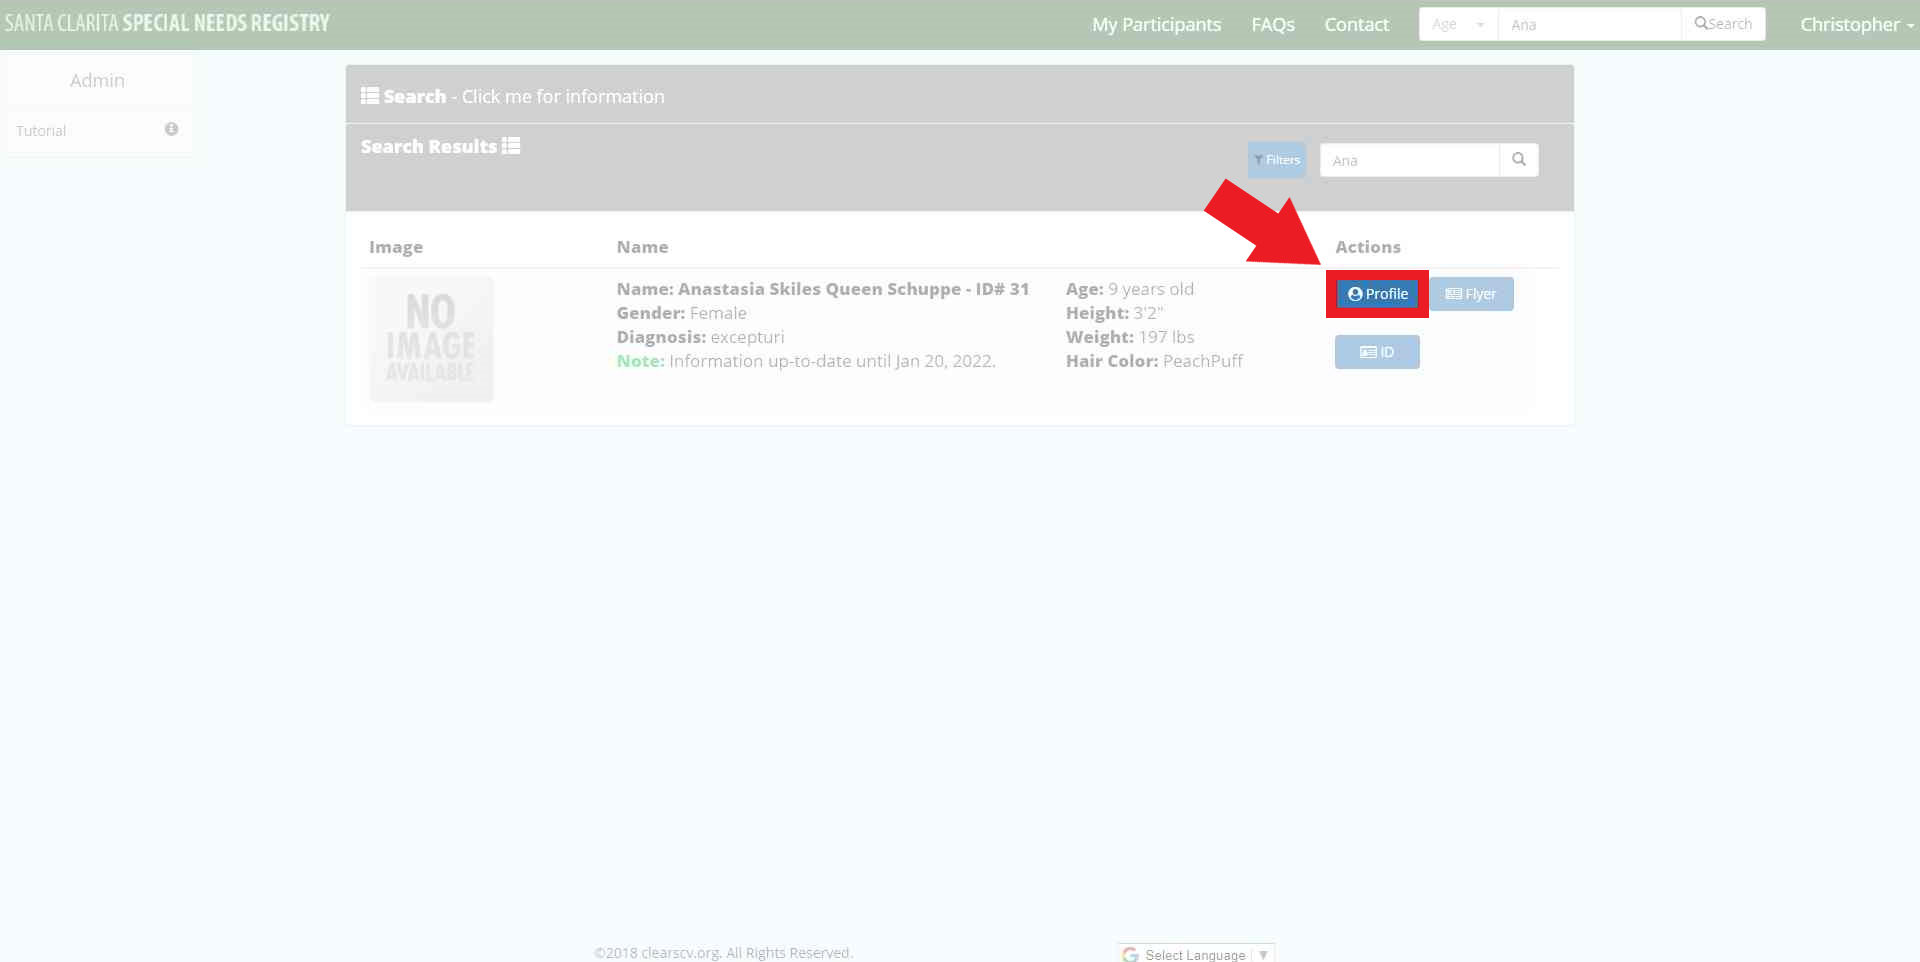 SANTA CLARITA SPECIAL NEEDS REGISTRY
My Participants FAQs Contact Age Ana Search Christopher
Admin
Tutorial
Search - Click me for information
Search Results
Filters Ana
Image Name Actions
NO
IMAGE
AVAILABLE
Name: Anastasia Skiles Queen Schuppe - ID# 31
Gender: Female
Diagnosis: excepturi
Note: Information up-to-date until Jan 20, 2022.
Age: 9 years old
Height: 3'2"
Weight: 197 lbs
Hair Color: PeachPuff
Profile Flyer
ID
©2018 clearscv.org. All Rights Reserved.
Select Language ▼